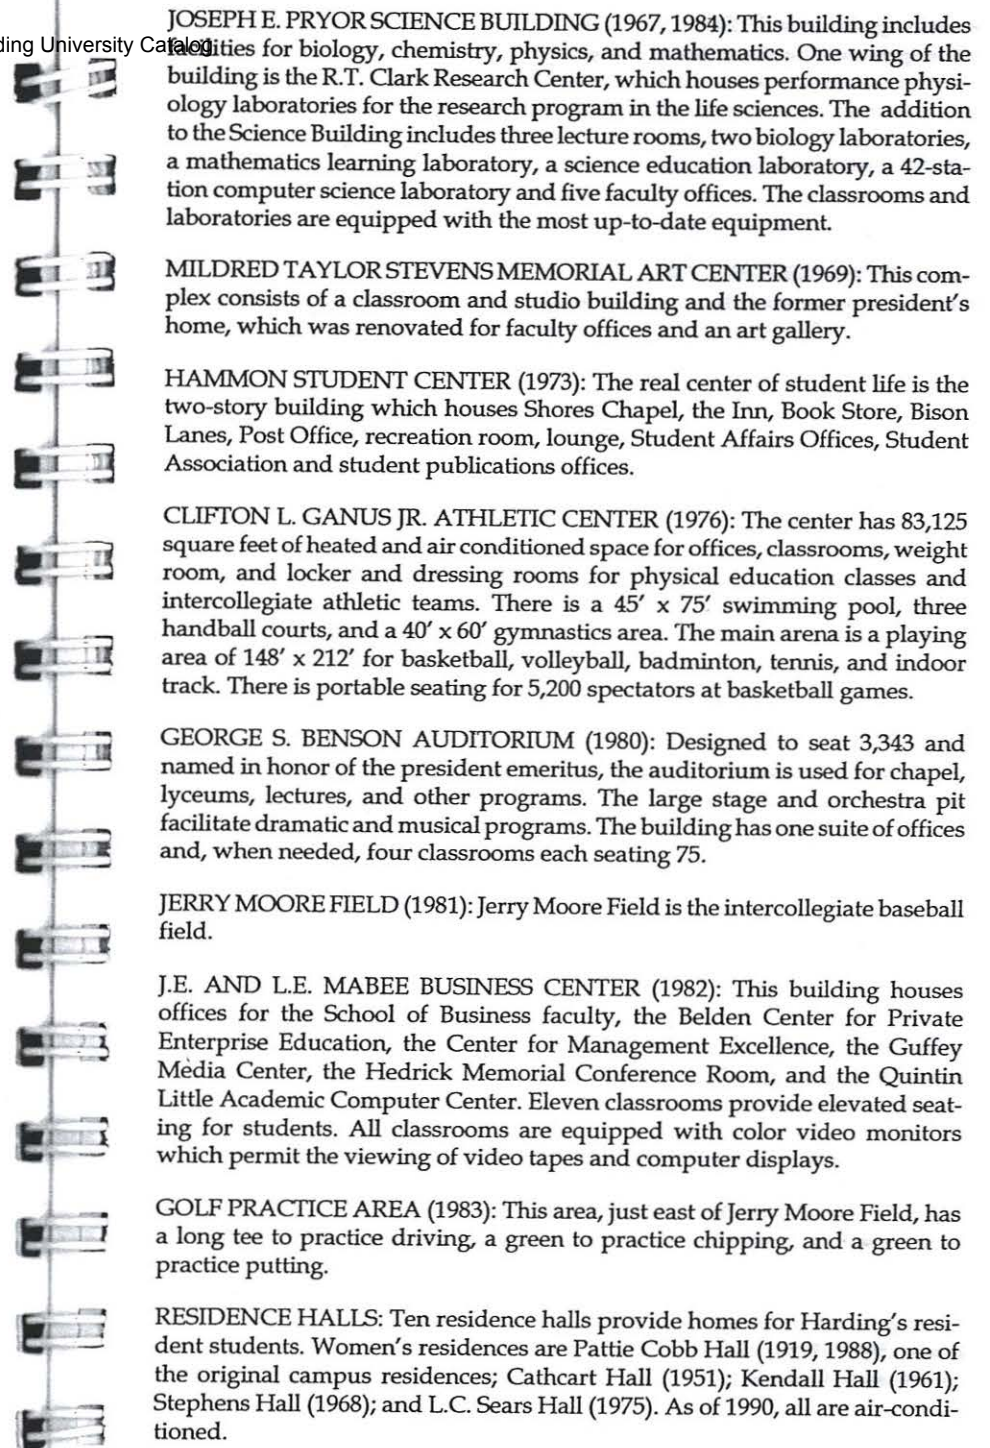 JOSEPH E. PRYOR SCIENCE BUILDING (1967, 1984): This building includes
ding University Catalog
facilities for biology, chemistry, physics, and mathematics. One wing of the
building is the R.T. Clark Research Center, which houses performance physi-
ology laboratories for the research program in the life sciences. The addition
to the Science Building includes three lecture rooms, two biology laboratories,
a mathematics learning laboratory, a science education laboratory, a 42-sta-
tion computer science laboratory and five faculty offices. The classrooms and
laboratories are equipped with the most up-to-date equipment.
MILDRED TAYLOR STEVENS MEMORIAL ART CENTER (1969): This com-
plex consists of a classroom and studio building and the former president's
home, which was renovated for faculty offices and an art gallery.
HAMMON STUDENT CENTER (1973): The real center of student life is the
two-story building which houses Shores Chapel, the Inn, Book Store, Bison
Lanes, Post Office, recreation room, lounge, Student Affairs Offices, Student
Association and student publications offices.
CLIFTON L. GANUS JR. ATHLETIC CENTER (1976): The center has 83,125
square feet of heated and air conditioned space for offices, classrooms, weight
room, and locker and dressing rooms for physical education classes and
intercollegiate athletic teams. There is a 45′ x 75′ swimming pool, three
handball courts, and a 40′ x 60′ gymnastics area. The main arena is a playing
area of 148′ x 212′ for basketball, volleyball, badminton, tennis, and indoor
track. There is portable seating for 5,200 spectators at basketball games.
GEORGE S. BENSON AUDITORIUM (1980): Designed to seat 3,343 and
named in honor of the president emeritus, the auditorium is used for chapel,
lyceums, lectures, and other programs. The large stage and orchestra pit
facilitate dramatic and musical programs. The building has one suite of offices
and, when needed, four classrooms each seating 75.
JERRY MOORE FIELD (1981): Jerry Moore Field is the intercollegiate baseball
field.
J.E. AND L.E. MABEE BUSINESS CENTER (1982): This building houses
offices for the School of Business faculty, the Belden Center for Private
Enterprise Education, the Center for Management Excellence, the Guffey
Media Center, the Hedrick Memorial Conference Room, and the Quintin
Little Academic Computer Center. Eleven classrooms provide elevated seat-
ing for students. All classrooms are equipped with color video monitors
which permit the viewing of video tapes and computer displays.
GOLF PRACTICE AREA (1983): This area, just east of Jerry Moore Field, has
a long tee to practice driving, a green to practice chipping, and a green to
practice putting.
RESIDENCE HALLS: Ten residence halls provide homes for Harding's resi-
dent students. Women's residences are Pattie Cobb Hall (1919, 1988), one of
the original campus residences; Cathcart Hall (1951); Kendall Hall (1961);
Stephens Hall (1968); and L.C. Sears Hall (1975). As of 1990, all are air-condi-
tioned.